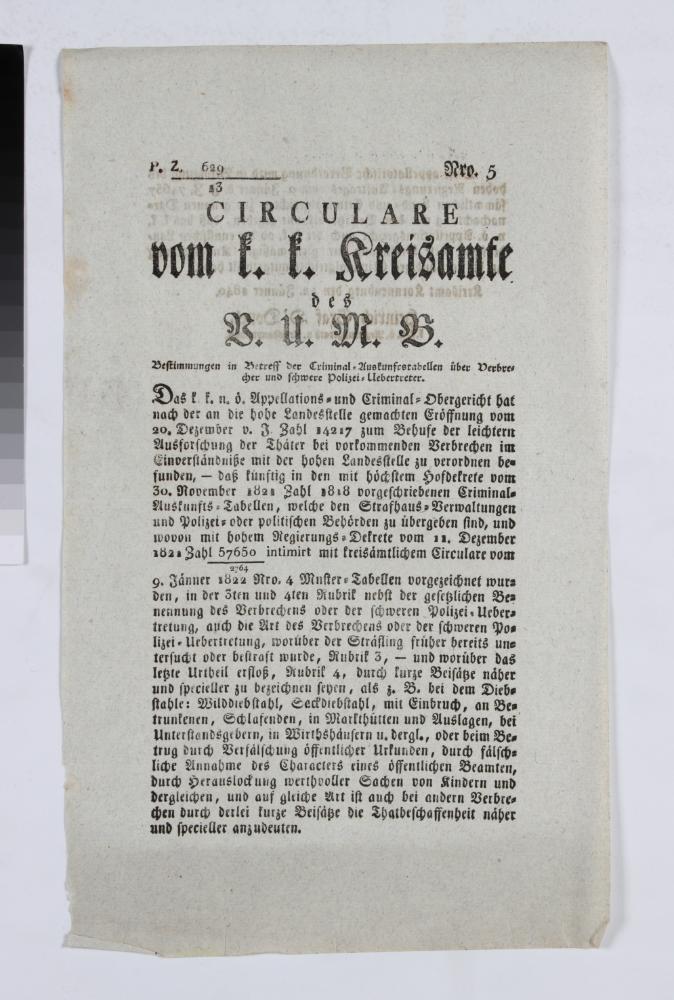 P. Z. 629 Nro. 5
13
CIRCULARE
vom k. k. Kreisamte
des
V. U. M. B.
Bestimmungen in Betreff der Criminal-Auskunfstabellen über Verbre-
cher und schwere Polizei-Uebertreter.
Das k k. n. ö. Appellations- und Criminal-Obergericht hat
nach der an die hohe Landesstelle gemachten Eröffnung vom
20. Dezember v. J. Zahl 14217 zum Behufe der leichtern
Ausforschung der Thäter bei vorkommenden Verbrechen im
Einverständniße mit der hohen Landesstelle zu verordnen be-
funden, — daß künftig in den mit höchstem Hofdekrete vom
30. November 1821 Zahl 1818 vorgeschriebenen Criminal-
Auskunfts-Tabellen, welche den Strafhaus-Verwaltungen
und Polizei- oder politischen Behörden zu übergeben sind, und
wovon mit hohem Regierungs-Dekrete vom 11. Dezember
1821 Zahl 57650 intimirt mit kreisämtlichem Circulare vom
2764
9. Jänner 1822 Nro. 4 Muster-Tabellen vorgezeichnet wur-
den, in der 3ten und 4ten Rubrik nebst der gesetzlichen Be-
nennung des Verbrechens oder der schweren Polizei-Ueber-
tretung, auch die Art des Verbrechens oder der schweren Po-
lizei-Uebertretung, worüber der Sträfling früher bereits un-
tersucht oder bestraft wurde, Rubrik 3, — und worüber das
letzte Urtheil erfloß, Rubrik 4, durch kurze Beisätze näher
und specieller zu bezeichnen seyen, als z. B. bei dem Dieb-
stahle: Wilddiebstahl, Sackdiebstahl, mit Einbruch, an Be-
trunkenen, Schlafenden, in Markthütten und Auslagen, bei
Unterstandsgebern, in Wirthshäusern u. dergl., oder beim Be-
trug durch Verfälschung öffentlicher Urkunden, durch fälsch-
liche Annahme des Characters eines öffentlichen Beamten,
durch Herauslockung werthvoller Sachen von Kindern und
dergleichen, und auf gleiche Art ist auch bei andern Verbre-
chen durch derlei kurze Beisätze die Thatbeschaffenheit näher
und specieller anzudeuten.